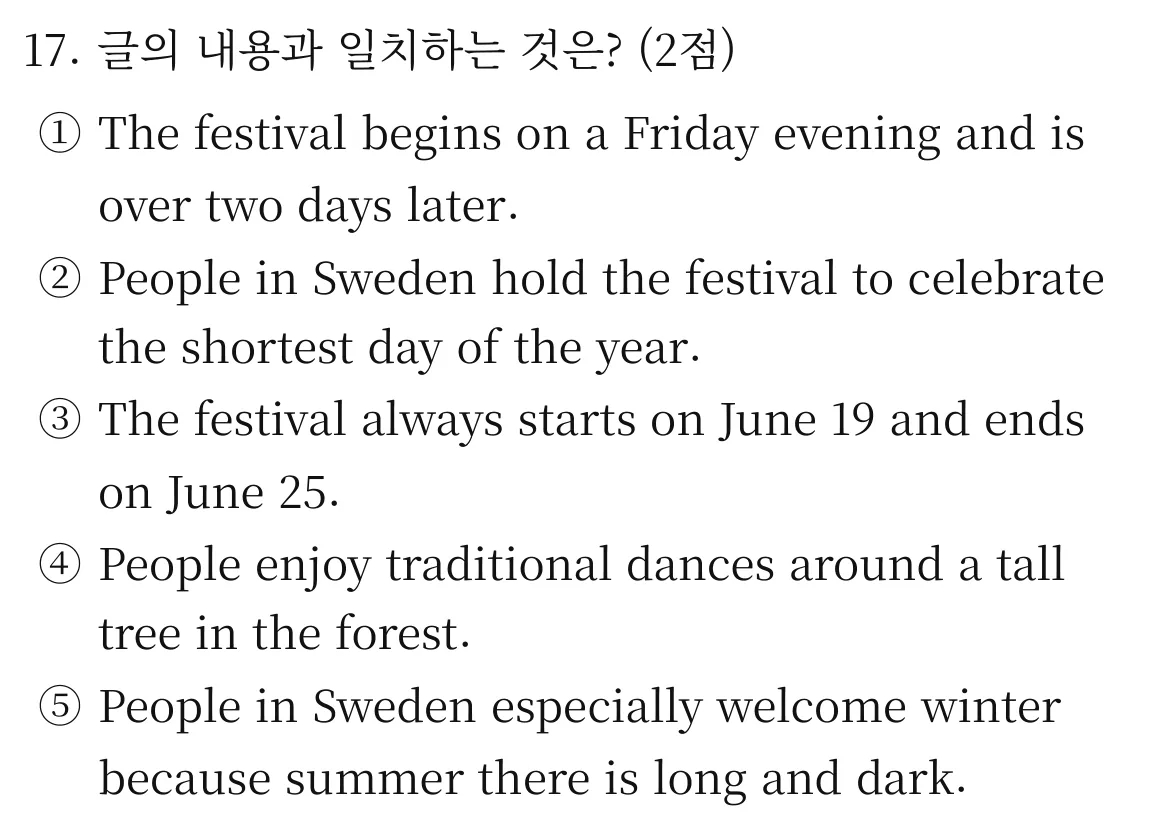 17. 글의 내용과 일치하는 것은? (2점)
① The festival begins on a Friday evening and is
over two days later.
② People in Sweden hold the festival to celebrate
the shortest day of the year.
③ The festival always starts on June 19 and ends
on June 25.
④ People enjoy traditional dances around a tall
tree in the forest.
⑤ People in Sweden especially welcome winter
because summer there is long and dark.